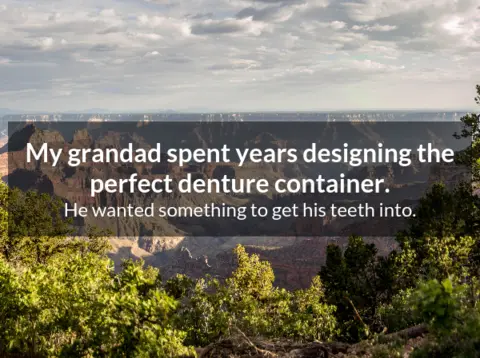 My grandad spent years designing the
perfect denture container.
He wanted something to get his teeth into.